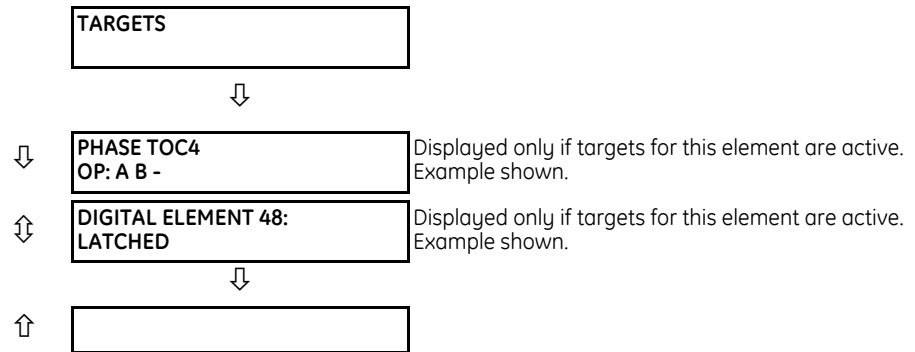 TARGETS
PHASE TOC4
OP: A B -
Displayed only if targets for this element are active.
Example shown.
DIGITAL ELEMENT 48:
LATCHED
Displayed only if targets for this element are active.
Example shown.